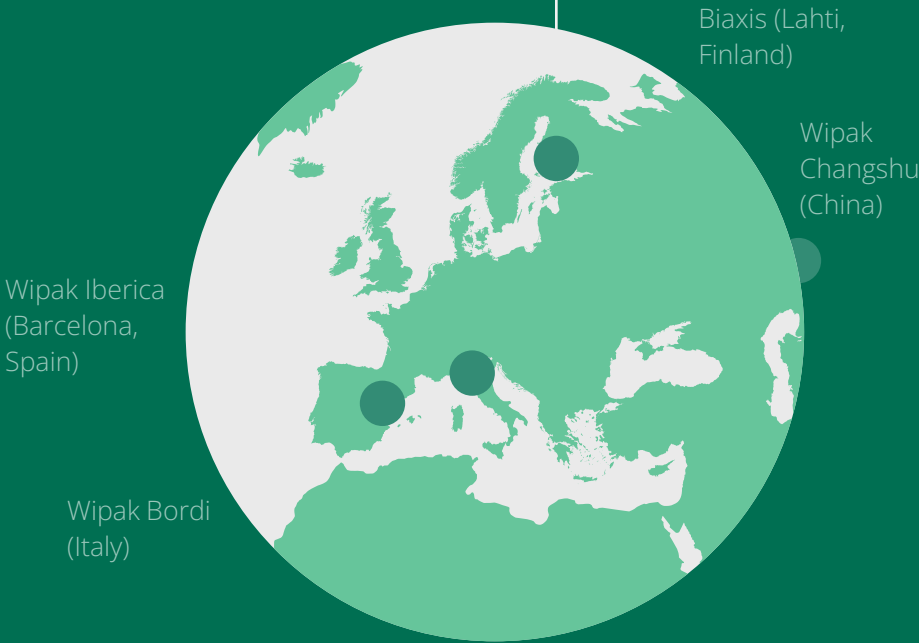 Biaxis (Lahti,
Finland)
Wipak
Changshu
(China)
Wipak Iberica
(Barcelona,
Spain)
Wipak Bordi
(Italy)